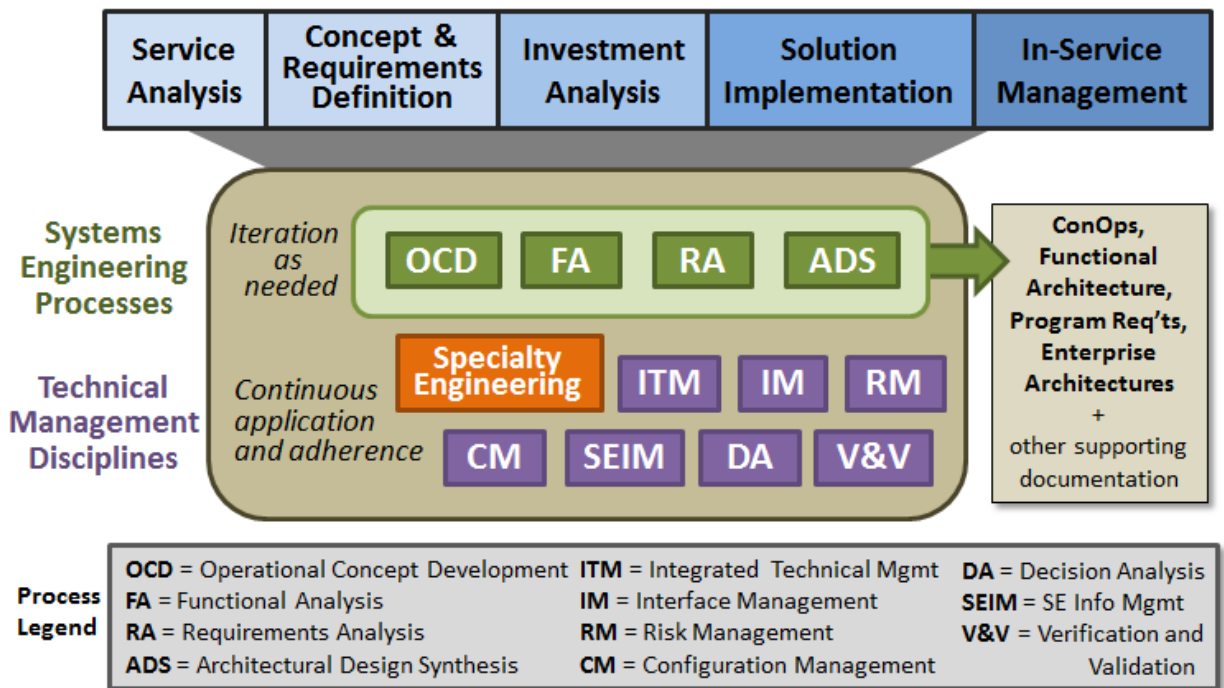 Service
Analysis
Concept &
Requirements
Definition
Investment
Analysis
Solution
Implementation
In-Service
Management
Systems
Engineering
Processes
Iteration
as
needed
OCD
FA
RA
ADS
ConOps,
Functional
Architecture,
Program Req'ts,
Enterprise
Architectures
+
other supporting
documentation
Technical
Management
Disciplines
Continuous
application
and adherence
Specialty
Engineering
ITM
IM
RM
CM
SEIM
DA
V&V
Process
Legend
OCD = Operational Concept Development
FA = Functional Analysis
RA = Requirements Analysis
ADS = Architectural Design Synthesis
ITM = Integrated Technical Mgmt
IM = Interface Management
RM = Risk Management
CM = Configuration Management
DA = Decision Analysis
SEIM = SE Info Mgmt
V&V = Verification and
Validation